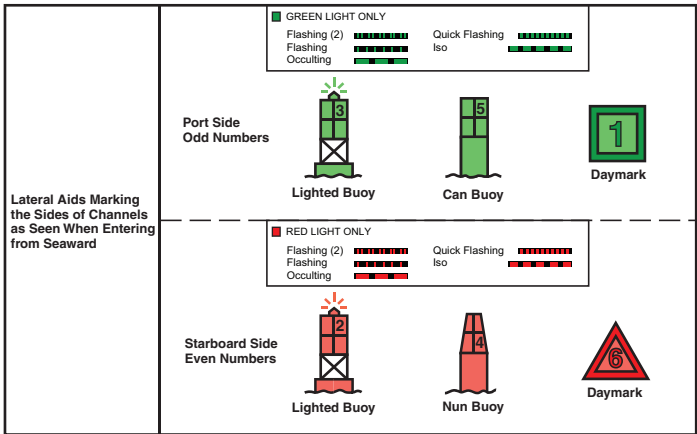 Lateral Aids Marking
the Sides of Channels
as Seen When Entering
from Seaward
GREEN LIGHT ONLY
Flashing (2)
Quick Flashing
Flashing
Iso
Occulting
Port Side
Odd Numbers
3
5
1
Lighted Buoy
Can Buoy
Daymark
RED LIGHT ONLY
Flashing (2)
Quick Flashing
Flashing
Iso
Occulting
Starboard Side
Even Numbers
2
4
6
Lighted Buoy
Nun Buoy
Daymark